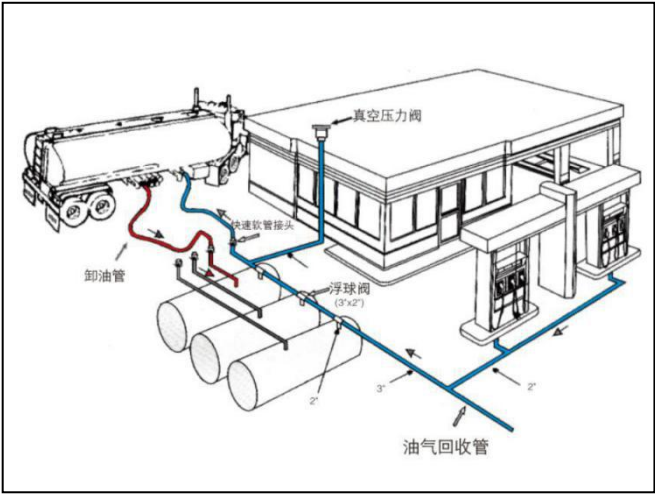 真空压力阀
快速软管接头
卸油管
浮球阀
(3"x2")
2"
3"
2"
油气回收管